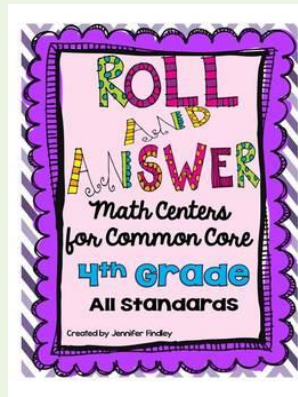 ROLL
AND
ANSWER
Math Centers
for Common Core
4th Grade
All Standards
Created by Jennifer Findley